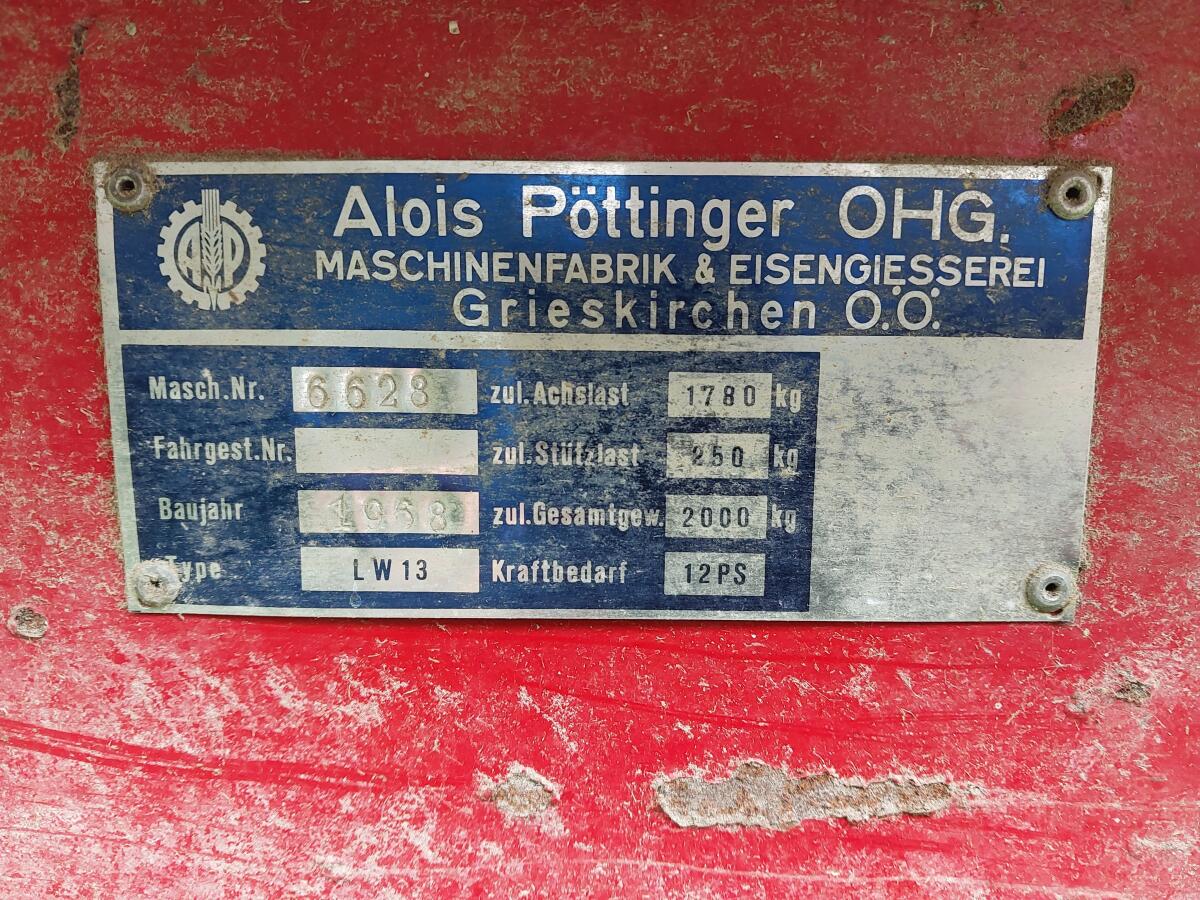 Alois Pöttinger OHG.
MASCHINENFABRIK & EISENGIESSEREI
Grieskirchen O.Ö.
AP
Masch.Nr. 6628 zul.Achslast 1780 kg
Fahrgest.Nr. zul.Stützlast 250 kg
Baujahr 1968 zul.Gesamtgew. 2000 kg
Type LW13 Kraftbedarf 12PS